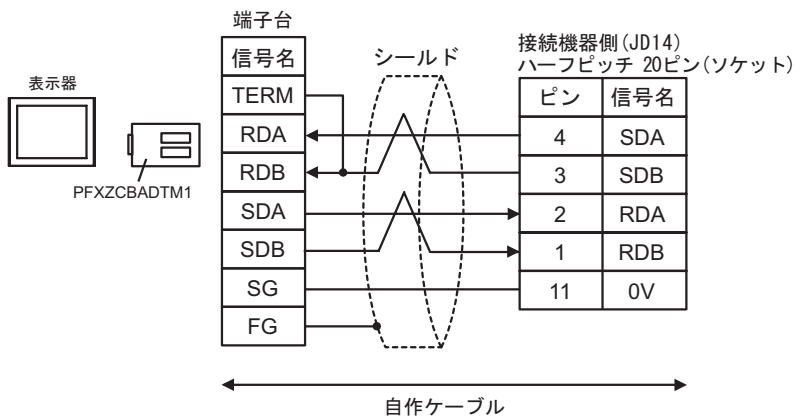 端子台
信号名
TERM
RDA
RDB
SDA
SDB
SG
FG
シールド
接続機器側(JD14)
ハーフピッチ 20ピン(ソケット)
ピン 信号名
4 SDA
3 SDB
2 RDA
1 RDB
11 0V
表示器
PFXZCBADTM1
自作ケーブル